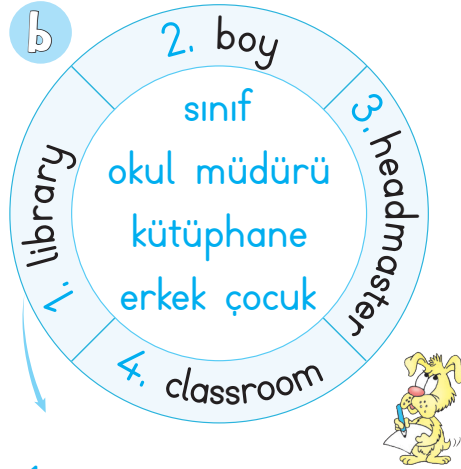 b
2. boy
3. headmaster
1. library
4. classroom
sınıf
okul müdürü
kütüphane
erkek çocuk